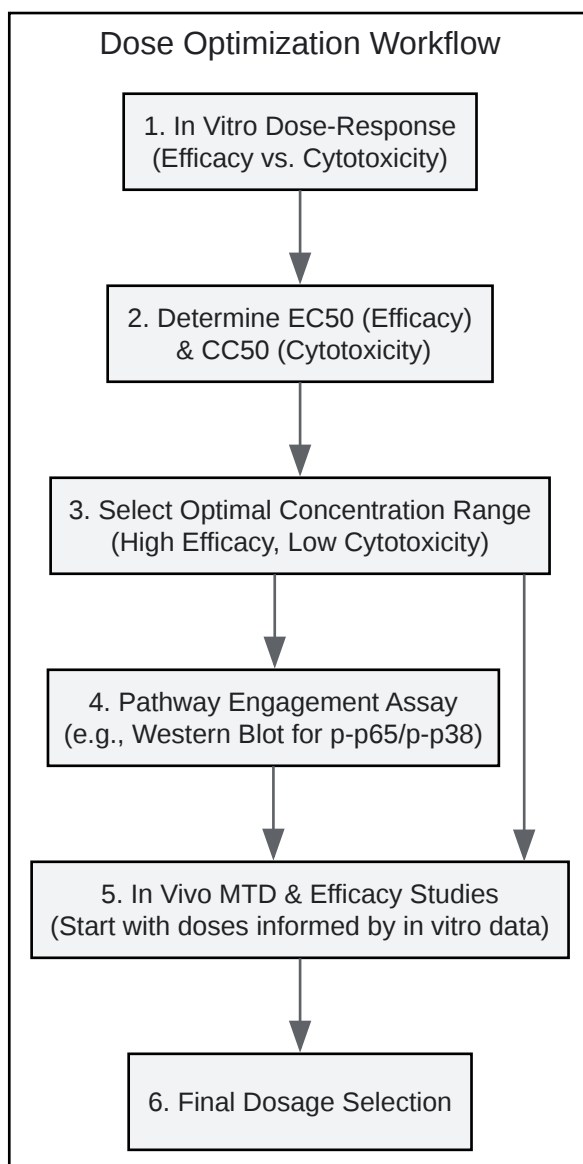 Dose Optimization Workflow
1. In Vitro Dose-Response
(Efficacy vs. Cytotoxicity)
2. Determine EC50 (Efficacy)
& CC50 (Cytotoxicity)
3. Select Optimal Concentration Range
(High Efficacy, Low Cytotoxicity)
4. Pathway Engagement Assay
(e.g., Western Blot for p-p65/p-p38)
5. In Vivo MTD & Efficacy Studies
(Start with doses informed by in vitro data)
6. Final Dosage Selection